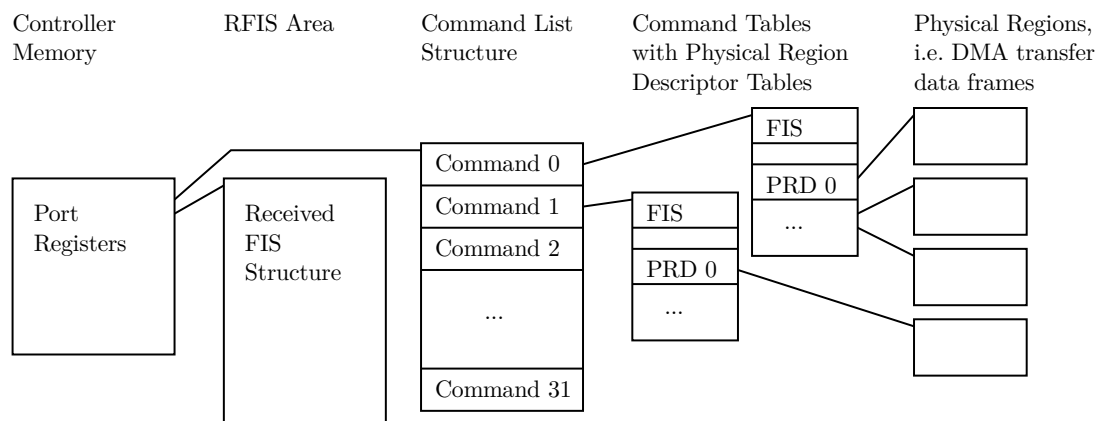 Controller
Memory
RFIS Area
Command List
Structure
Command Tables
with Physical Region
Descriptor Tables
Physical Regions,
i.e. DMA transfer
data frames
Port
Registers
Received
FIS
Structure
Command 0
Command 1
Command 2
...
Command 31
FIS
PRD 0
...
FIS
PRD 0
...